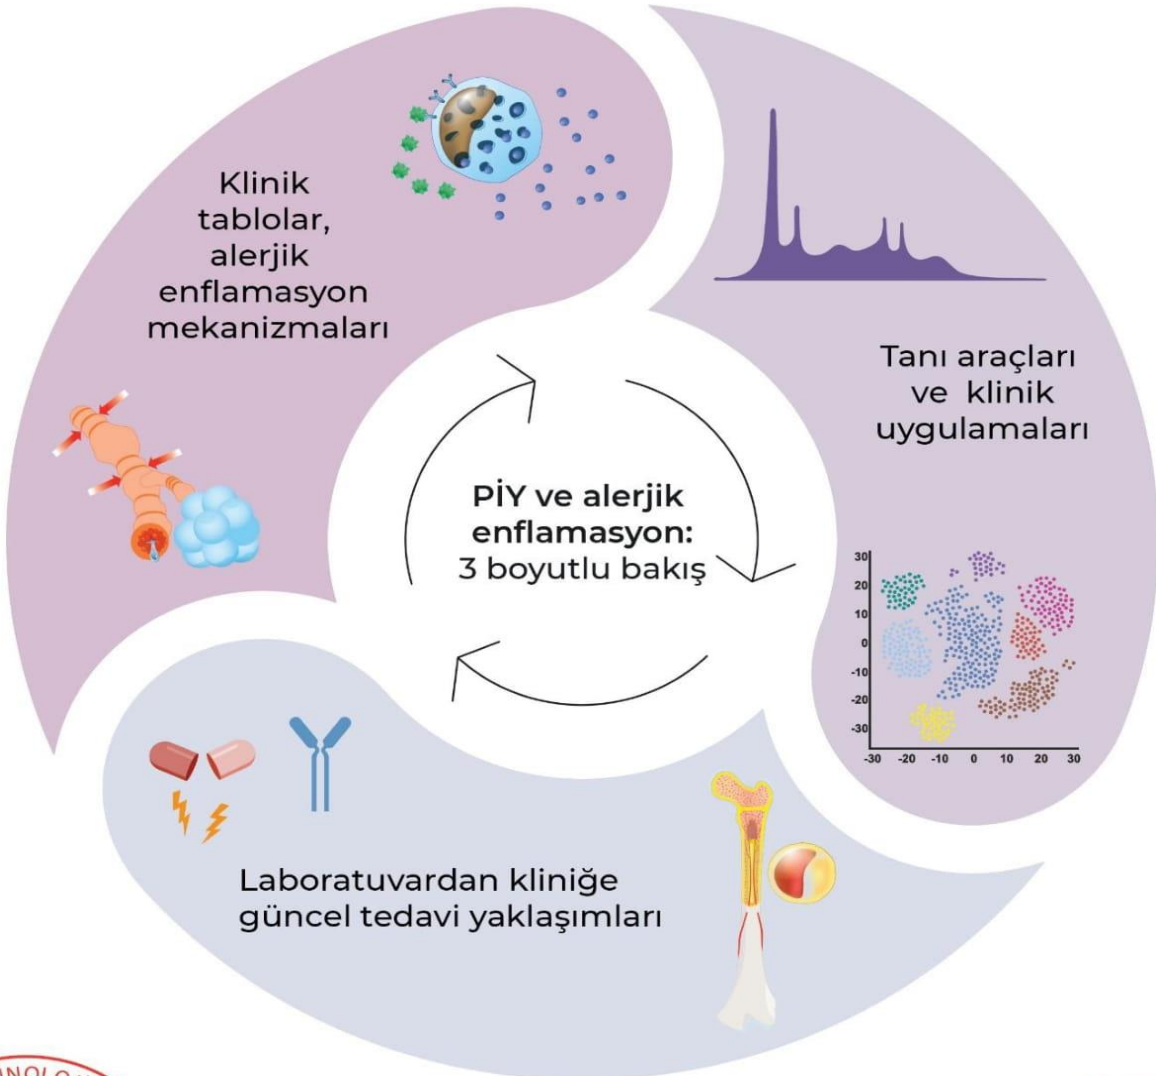 Klinik
tablolar,
alerjik
enflamasyon
mekanizmaları
Tanı araçları
ve klinik
uygulamaları
PİY ve alerjik
enflamasyon:
3 boyutlu bakış
30
20
10
0
-10
-20
-30
-30 -20 -10 0 10 20 30
Laboratuvardan kliniğe
güncel tedavi yaklaşımları